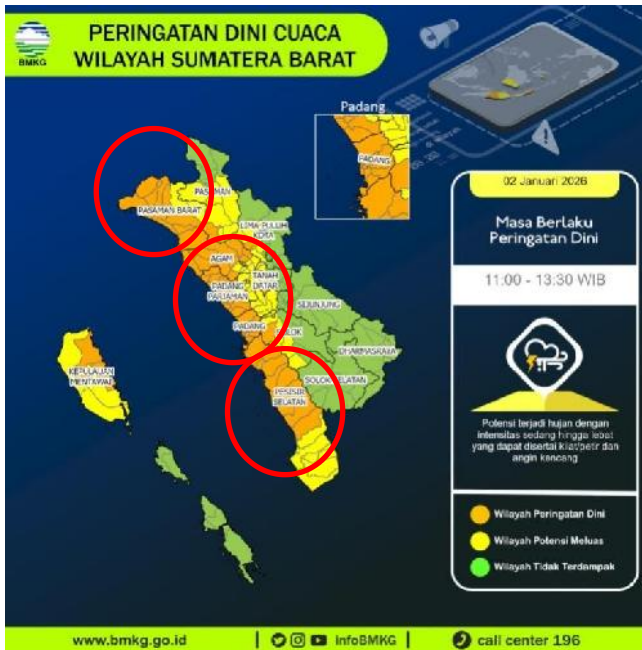 BMKG
PERINGATAN DINI CUACA
WILAYAH SUMATERA BARAT
Padang
PADANG
PASAMAN
PASAMAN BARAT
LIMA PULUH
KOTA
AGAM
TANAH
DATAR
PADANG
PARIAMAN
SIJUNJUNG
PADANG
SOLOK
DHARMASRAYA
SOLOK SELATAN
PESISIR
SELATAN
KEPULAUAN
MENTAWAI
02 Januari 2026
Masa Berlaku
Peringatan Dini
11:00 - 13:30 WIB
Potensi terjadi hujan dengan
intensitas sedang hingga lebat
yang dapat disertai kilat/petir dan
angin kencang
Wilayah Peringatan Dini
Wilayah Potensi Meluas
Wilayah Tidak Terdampak
www.bmkg.go.id
InfoBMKG
call center 196